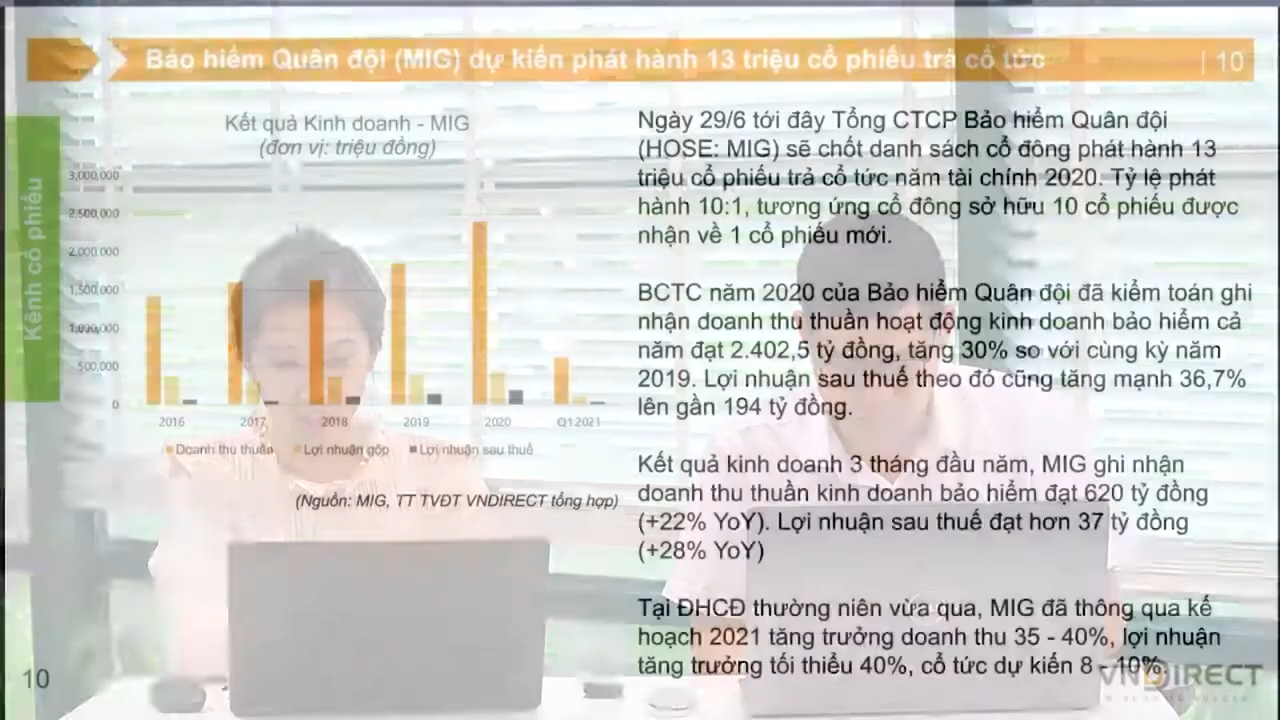 Bảo hiểm Quân đội (MIG) dự kiến phát hành 13 triệu cổ phiếu trả cổ tức
| 10
Kênh cổ phiếu
Kết quả Kinh doanh - MIG
(đơn vị: triệu đồng)
3,000,000
2,500,000
2,000,000
1,500,000
1,000,000
500,000
0
2016 2017 2018 2019 2020 Q1 2021
Doanh thu thuần Lợi nhuận gộp Lợi nhuận sau thuế
(Nguồn: MIG, TT TVĐT VNDIRECT tổng hợp)
Ngày 29/6 tới đây Tổng CTCP Bảo hiểm Quân đội
(HOSE: MIG) sẽ chốt danh sách cổ đông phát hành 13
triệu cổ phiếu trả cổ tức năm tài chính 2020. Tỷ lệ phát
hành 10:1, tương ứng cổ đông sở hữu 10 cổ phiếu được
nhận về 1 cổ phiếu mới.
BCTC năm 2020 của Bảo hiểm Quân đội đã kiểm toán ghi
nhận doanh thu thuần hoạt động kinh doanh bảo hiểm cả
năm đạt 2.402,5 tỷ đồng, tăng 30% so với cùng kỳ năm
2019. Lợi nhuận sau thuế theo đó cũng tăng mạnh 36,7%
lên gần 194 tỷ đồng.
Kết quả kinh doanh 3 tháng đầu năm, MIG ghi nhận
doanh thu thuần kinh doanh bảo hiểm đạt 620 tỷ đồng
(+22% YoY). Lợi nhuận sau thuế đạt hơn 37 tỷ đồng
(+28% YoY)
Tại ĐHCĐ thường niên vừa qua, MIG đã thông qua kế
hoạch 2021 tăng trưởng doanh thu 35 - 40%, lợi nhuận
tăng trưởng tối thiểu 40%, cổ tức dự kiến 8 - 10%.
10
VNDIRECT